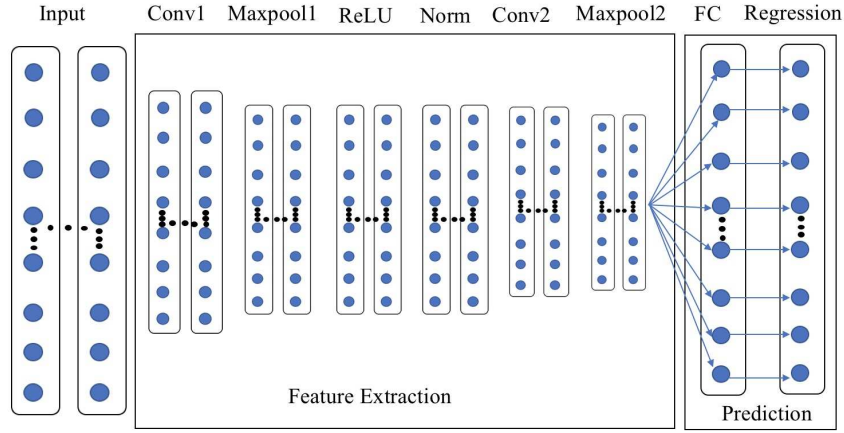 Input Conv1 Maxpool1 ReLU Norm Conv2 Maxpool2 FC Regression
Feature Extraction
Prediction